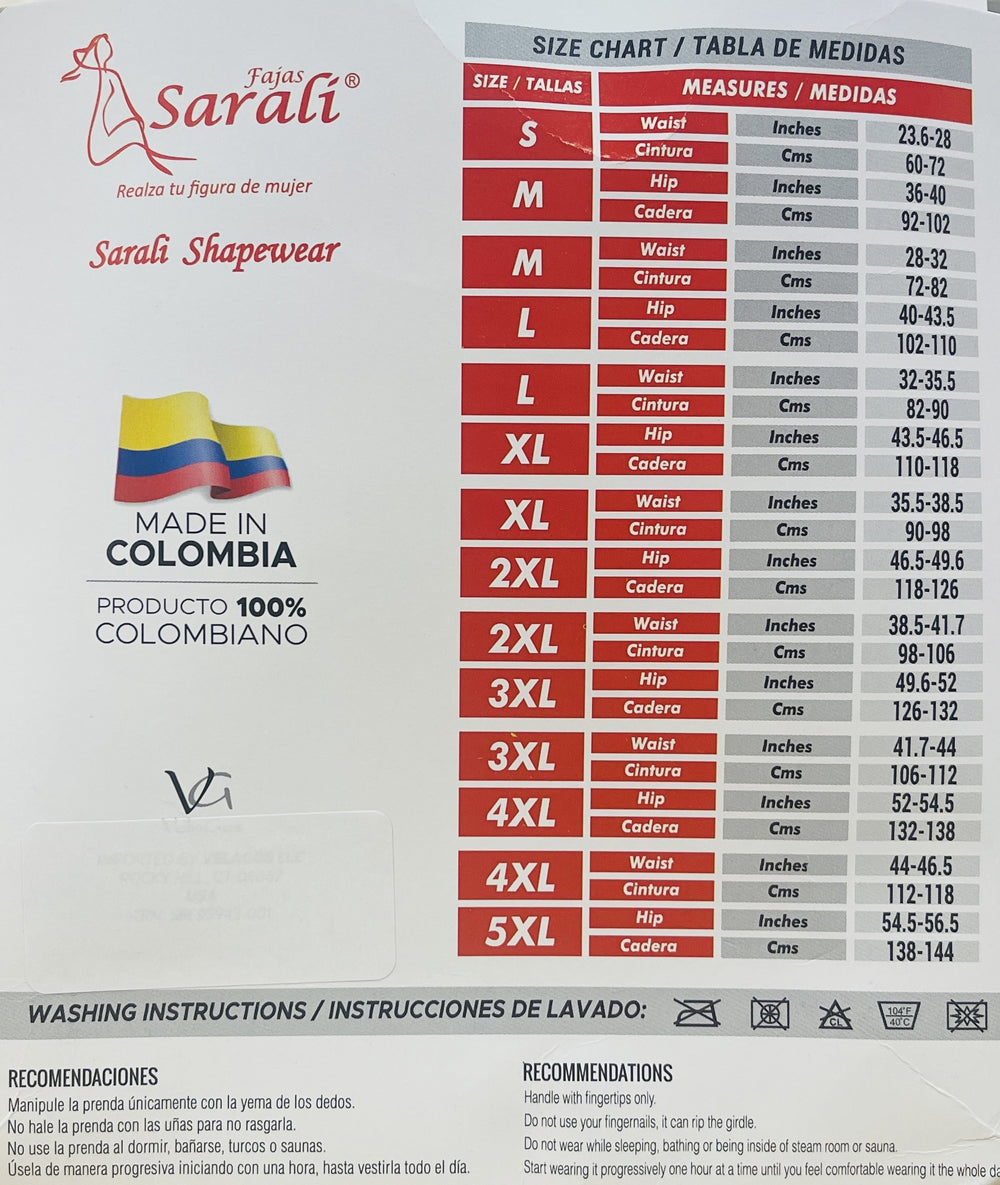 Fajas
Saralí®
Realza tu figura de mujer
Sarali Shapewear
MADE IN
COLOMBIA
PRODUCTO 100%
COLOMBIANO
VG
SIZE CHART / TABLA DE MEDIDAS
SIZE / TALLAS MEASURES / MEDIDAS
S Waist Inches 23.6-28
Cintura Cms 60-72
M Hip Inches 36-40
Cadera Cms 92-102
M Waist Inches 28-32
Cintura Cms 72-82
L Hip Inches 40-43.5
Cadera Cms 102-110
L Waist Inches 32-35.5
Cintura Cms 82-90
XL Hip Inches 43.5-46.5
Cadera Cms 110-118
XL Waist Inches 35.5-38.5
Cintura Cms 90-98
2XL Hip Inches 46.5-49.6
Cadera Cms 118-126
2XL Waist Inches 38.5-41.7
Cintura Cms 98-106
3XL Hip Inches 49.6-52
Cadera Cms 126-132
3XL Waist Inches 41.7-44
Cintura Cms 106-112
4XL Hip Inches 52-54.5
Cadera Cms 132-138
4XL Waist Inches 44-46.5
Cintura Cms 112-118
5XL Hip Inches 54.5-56.5
Cadera Cms 138-144
WASHING INSTRUCTIONS / INSTRUCCIONES DE LAVADO:
CL
104°F
40°C
RECOMENDACIONES
Manipule la prenda únicamente con la yema de los dedos.
No hale la prenda con las uñas para no rasgarla.
No use la prenda al dormir, bañarse, turcos o saunas.
Úsela de manera progresiva iniciando con una hora, hasta vestirla todo el día.
RECOMMENDATIONS
Handle with fingertips only.
Do not use your fingernails, it can rip the girdle.
Do not wear while sleeping, bathing or being inside of steam room or sauna.
Start wearing it progressively one hour at a time until you feel comfortable wearing it the whole da